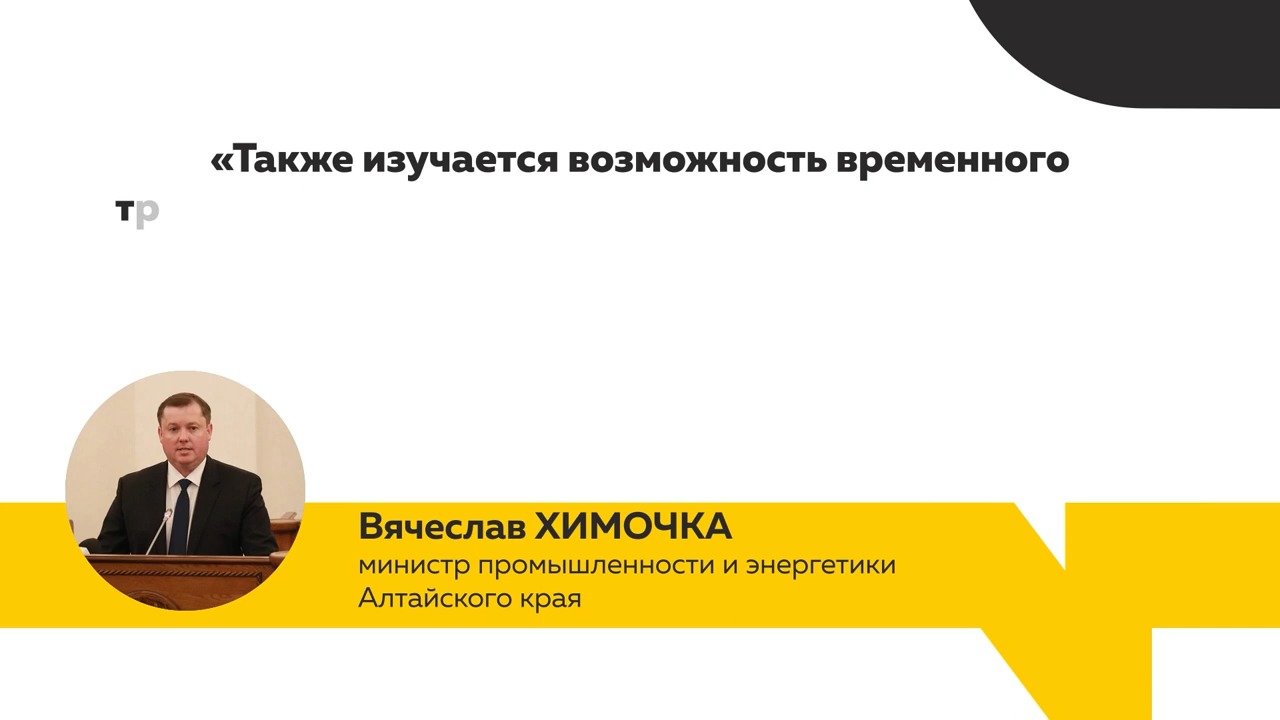 «Также изучается возможность временного
тр
Вячеслав ХИМОЧКА
министр промышленности и энергетики
Алтайского края